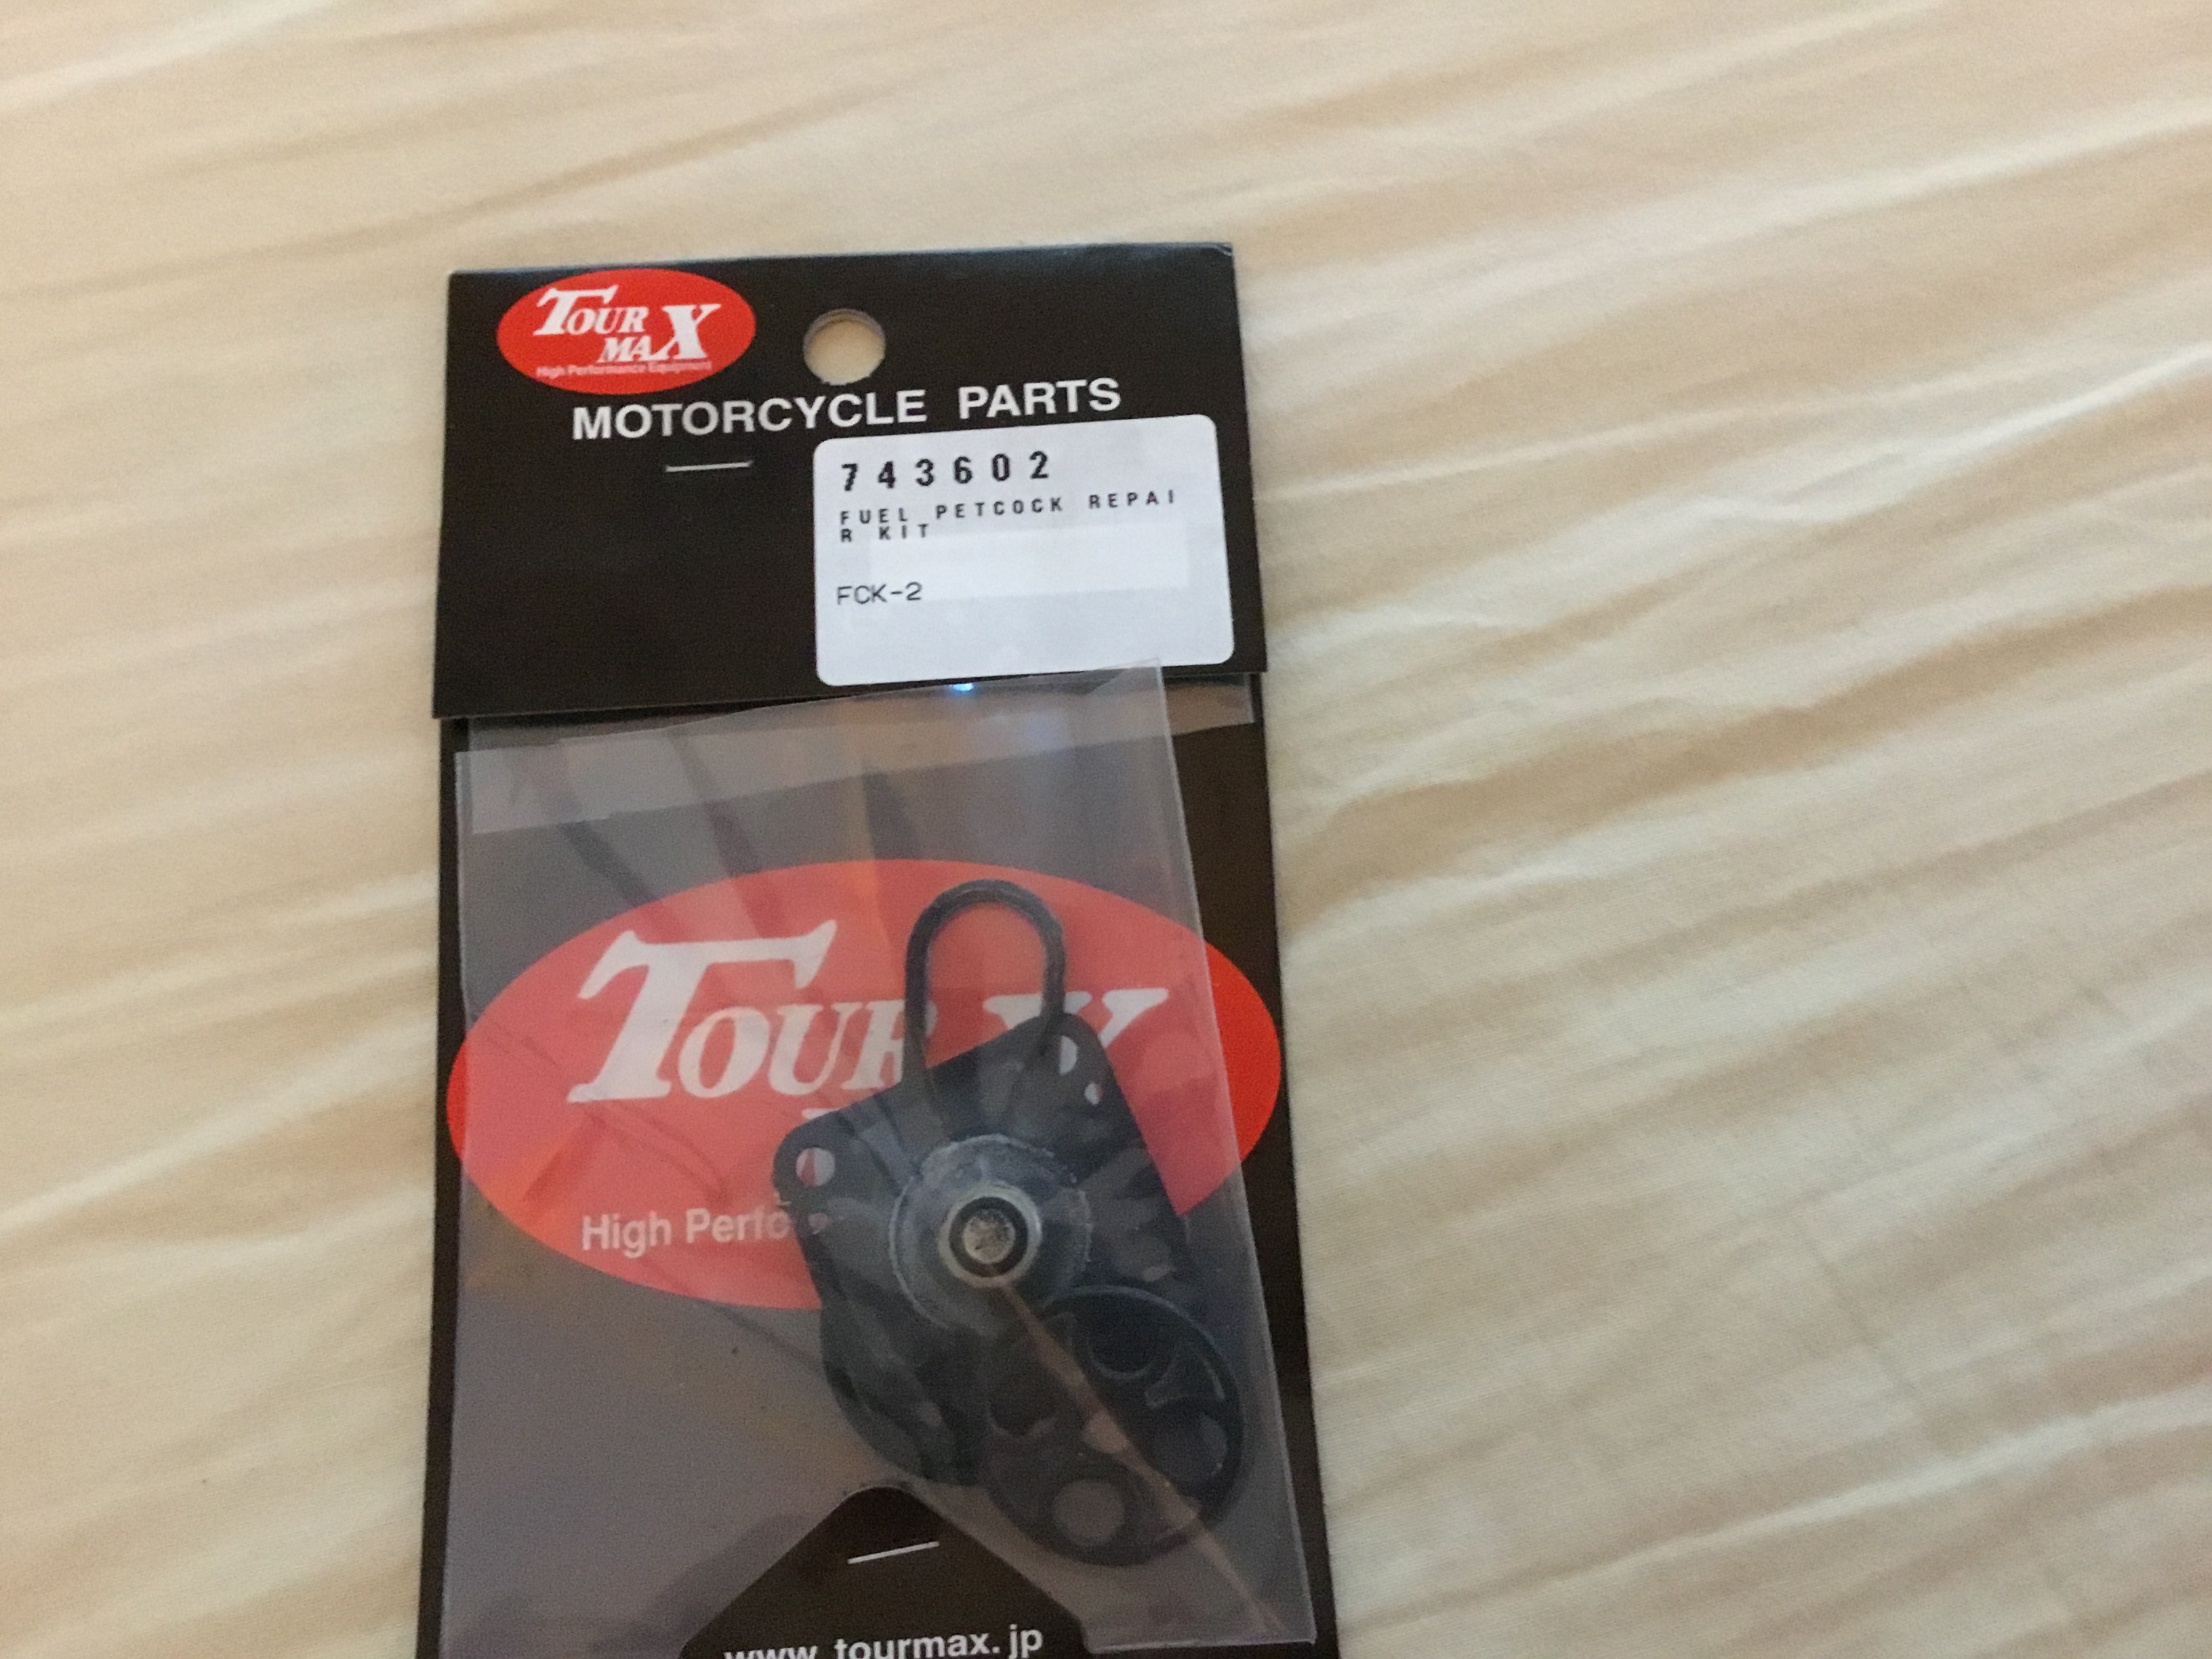 TOUR
MAX
High Performance Equipment
MOTORCYCLE PARTS
743602
FUEL PETCOCK REPAI
R KIT
FCK-2
TOUR
High Perfo
www.tourmax.jp